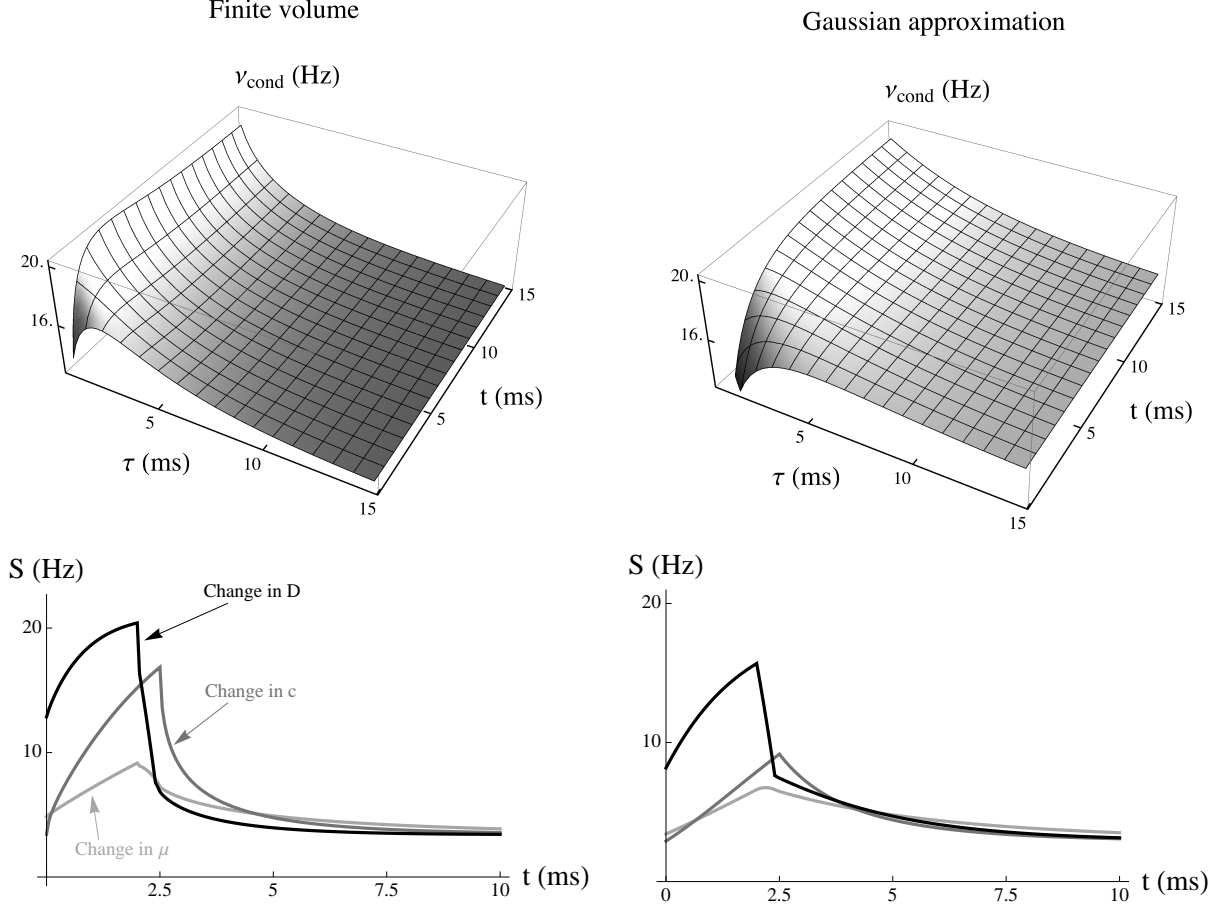 Finite volume
Gaussian approximation
ν_cond (Hz)
ν_cond (Hz)
20.
16.
5
10
15
τ (ms)
5
10
15
t (ms)
20.
16.
5
10
15
τ (ms)
5
10
15
t (ms)
S (Hz)
20
10
Change in D
Change in c
Change in μ
2.5
5
7.5
10
t (ms)
S (Hz)
20
10
0
2.5
5
7.5
10
t (ms)